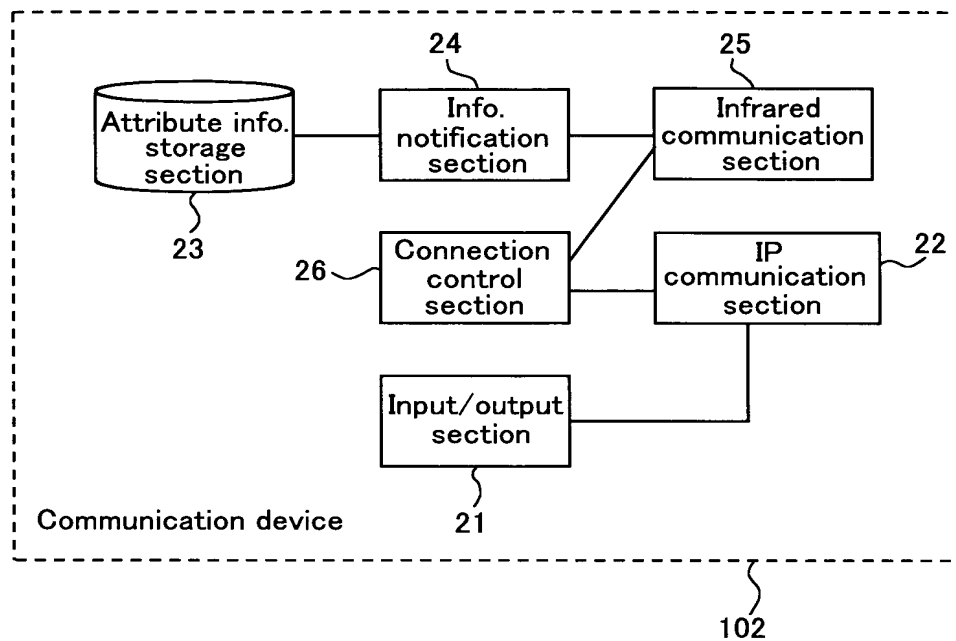 24
25
Attribute info.
storage
section
Info.
notification
section
Infrared
communication
section
23
26
Connection
control
section
IP
communication
section
22
Input/output
section
21
Communication device
102